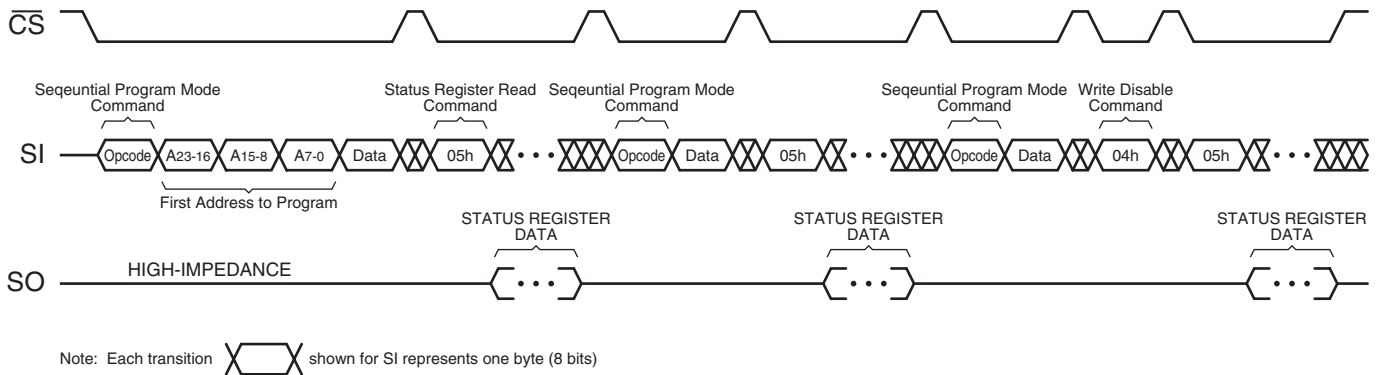 CS
Seqeuntial Program Mode
Command
Status Register Read
Command
Seqeuntial Program Mode
Command
Seqeuntial Program Mode
Command
Write Disable
Command
SI
Opcode
A23-16
A15-8
A7-0
Data
05h
Opcode
Data
05h
Opcode
Data
04h
05h
First Address to Program
STATUS REGISTER
DATA
STATUS REGISTER
DATA
STATUS REGISTER
DATA
SO
HIGH-IMPEDANCE
Note: Each transition shown for SI represents one byte (8 bits)